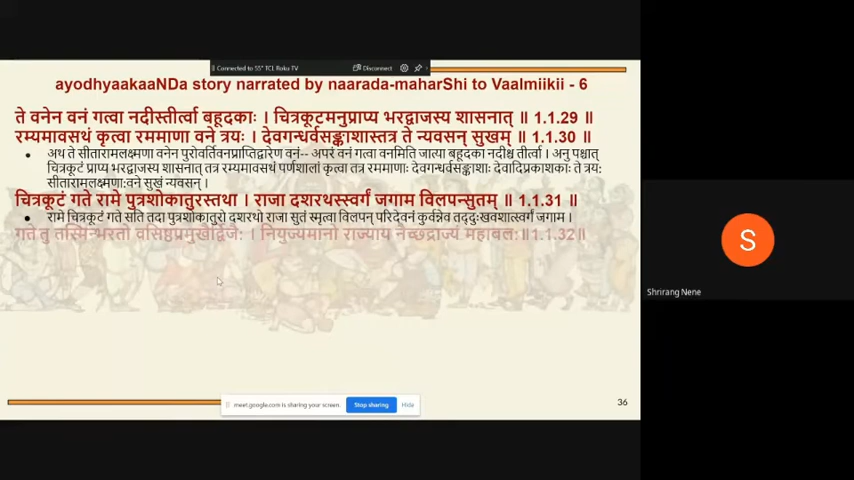 Connected to 55" TCL Roku TV
Disconnect
ayodhyaakaaNDa story narrated by naarada-maharShi to Vaalmiikii - 6
ते वनेन वनं गत्वा नदीस्तीर्त्वा बहूदकाः । चित्रकूटमनुप्राप्य भरद्वाजस्य शासनात् ॥ 1.1.29 ॥
रम्यमावसथं कृत्वा रममाणा वने त्रयः । देवगन्धर्वसङ्काशास्तत्र ते न्यवसन् सुखम् ॥ 1.1.30 ॥
• अथ ते सीतारामलक्ष्मणा वनेन पुरोवर्तिवनप्राप्तिद्वारेण वनं-- अपरं वनं गत्वा वनमिति जात्या बहूदका नदीश्च तीर्त्वा । अनु पश्चात्
चित्रकूटं प्राप्य भरद्वाजस्य शासनात् तत्र रम्यमावसथं पर्णशालां कृत्वा तत्र रममाणाः देवगन्धर्वसङ्काशाः देवादिप्रकाशकाः ते त्रयः
सीतारामलक्ष्मणा:वने सुखं न्यवसन् ।
चित्रकूटं गते रामे पुत्रशोकातुरस्तथा । राजा दशरथस्स्वर्गं जगाम विलपन्सुतम् ॥ 1.1.31 ॥
• रामे चित्रकूटं गते सति तदा पुत्रशोकातुरो दशरथो राजा सुतं स्मृत्वा विलपन् परिदेवनं कुर्वन्नेव तद्दुःखवशात्स्वर्गं जगाम ।
गते तु तस्मिन्भरतो वसिष्ठप्रमुखैर्द्विजै: । नियुज्यमानो राज्याय नैच्छद्राज्यं महाबल:॥1.1.32॥
meet.google.com is sharing your screen.
Stop sharing
Hide
36
S
Shrirang Nene